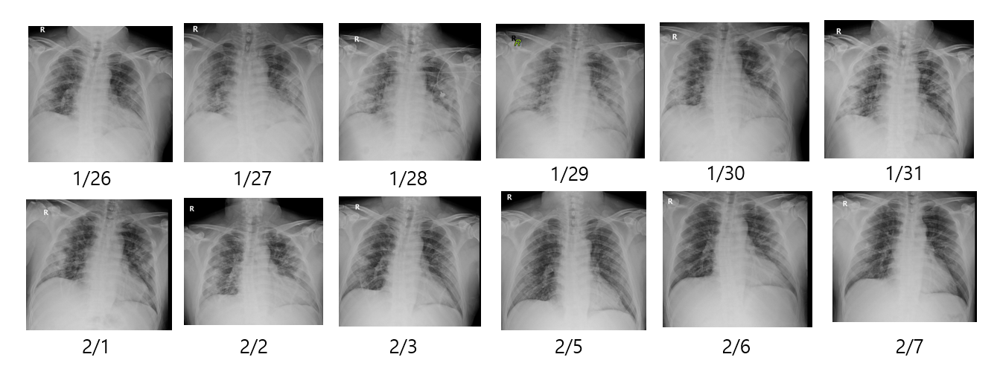 R R R R R R
1/26 1/27 1/28 1/29 1/30 1/31
R R R R R R
2/1 2/2 2/3 2/5 2/6 2/7